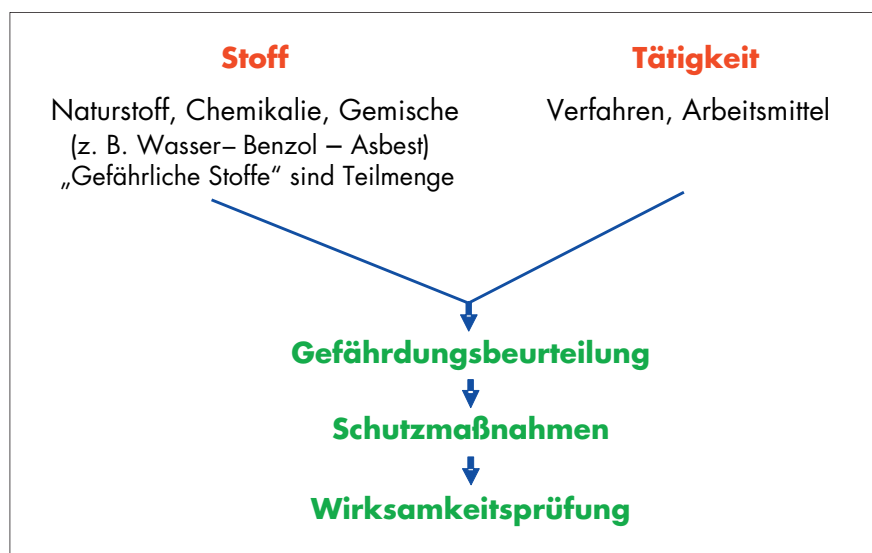 Stoff
Tätigkeit
Naturstoff, Chemikalie, Gemische
(z. B. Wasser– Benzol – Asbest)
„Gefährliche Stoffe“ sind Teilmenge
Verfahren, Arbeitsmittel
Gefährdungsbeurteilung
Schutzmaßnahmen
Wirksamkeitsprüfung